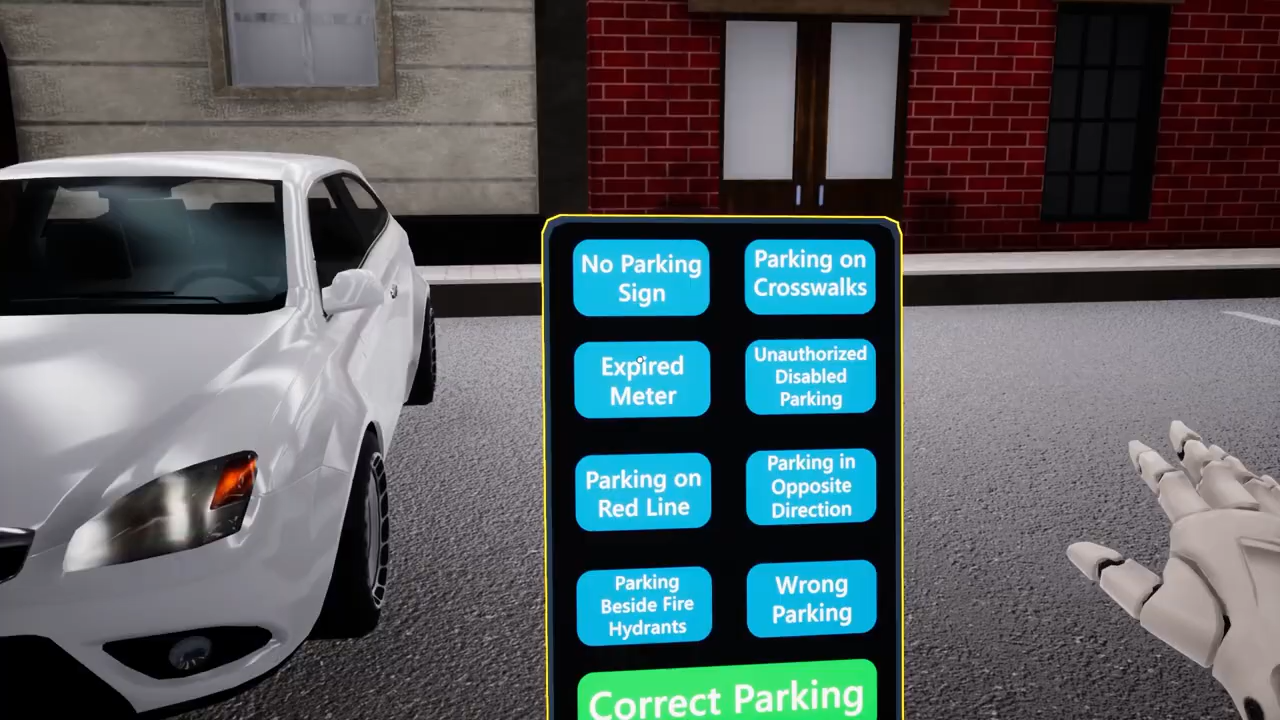 No Parking
Sign
Parking on
Crosswalks
Expired
Meter
Unauthorized
Disabled
Parking
Parking on
Red Line
Parking in
Opposite
Direction
Parking
Beside Fire
Hydrants
Wrong
Parking
Correct Parking